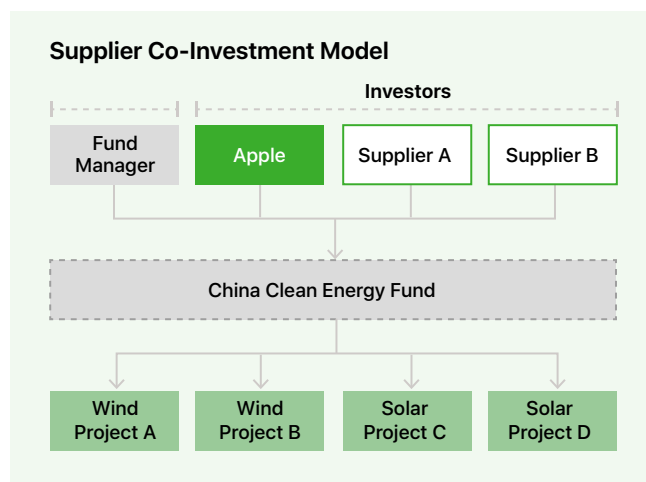 Supplier Co-Investment Model
Investors
Fund
Manager
Apple
Supplier A
Supplier B
China Clean Energy Fund
Wind
Project A
Wind
Project B
Solar
Project C
Solar
Project D